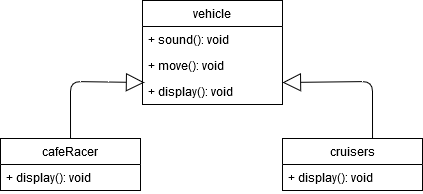 vehicle
+ sound(): void
+ move(): void
+ display(): void
cafeRacer
+ display(): void
cruisers
+ display(): void